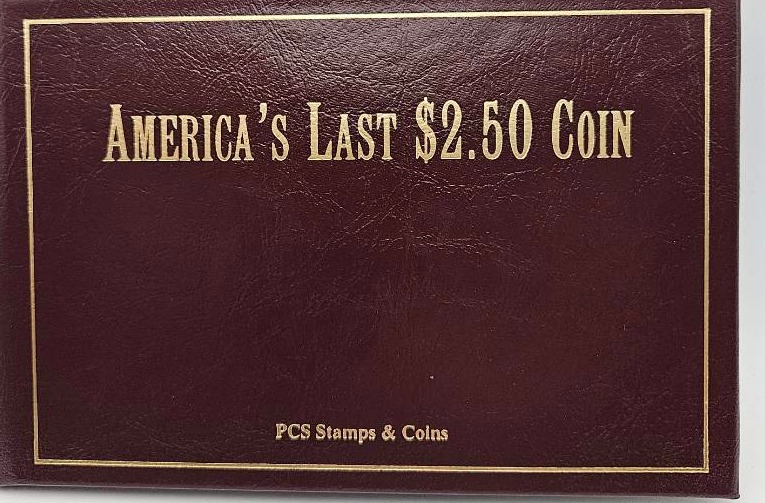 America's Last $2.50 Coin
PCS Stamps & Coins